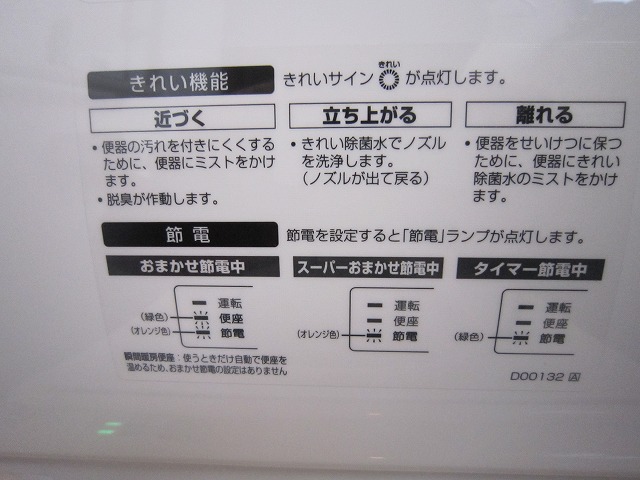 きれい機能 きれいサイン きれい が点灯します。
近づく 立ち上がる 離れる
・便器の汚れを付きにくくする
ために、便器にミストをかけ
ます。
・脱臭が作動します。
・きれい除菌水でノズル
を洗浄します。
（ノズルが出て戻る）
・便器をせいけつに保つ
ために、便器にきれい
除菌水のミストをかけ
ます。
節電 節電を設定すると「節電」ランプが点灯します。
おまかせ節電中 スーパーおまかせ節電中 タイマー節電中
運転
（緑色） 便座
（オレンジ色） 節電
運転
便座
（オレンジ色） 節電
運転
便座
（緑色） 節電
瞬間暖房便座：使うときだけ自動で便座を
温めるため、おまかせ節電の設定はありません
D00132 A